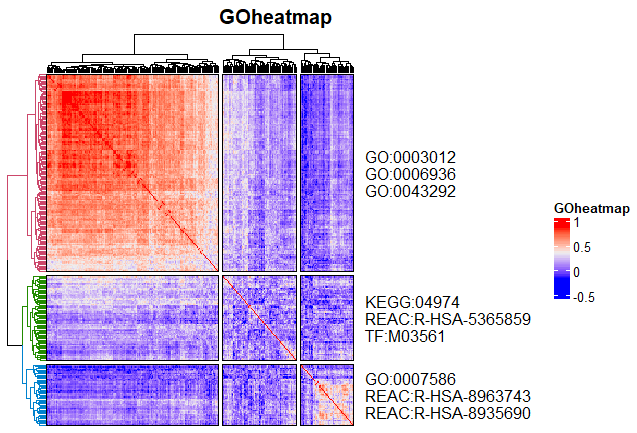 GOheatmap
GO:0003012
GO:0006936
GO:0043292
GOheatmap
1
0.5
0
-0.5
KEGG:04974
REAC:R-HSA-5365859
TF:M03561
GO:0007586
REAC:R-HSA-8963743
REAC:R-HSA-8935690